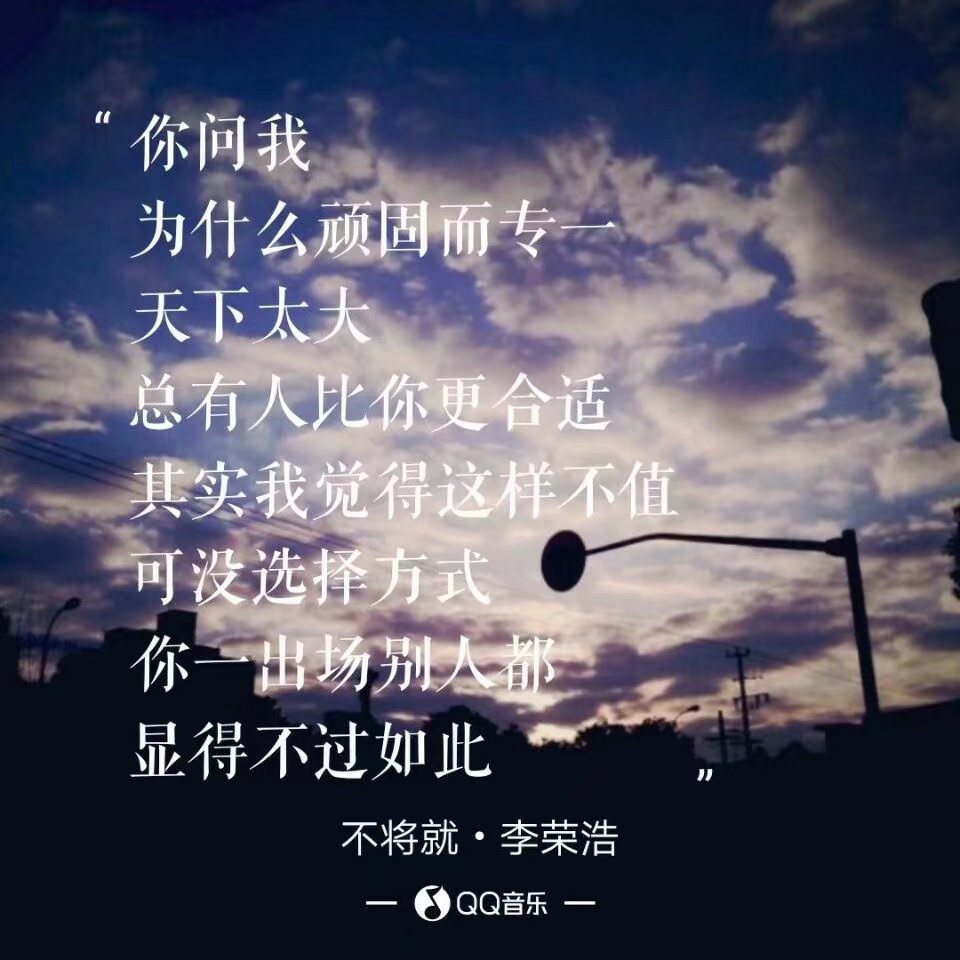 “ 你问我
为什么顽固而专一
天下太大
总有人比你更合适
其实我觉得这样不值
可没选择方式
你一出场别人都
显得不过如此 ”
不将就·李荣浩
QQ音乐